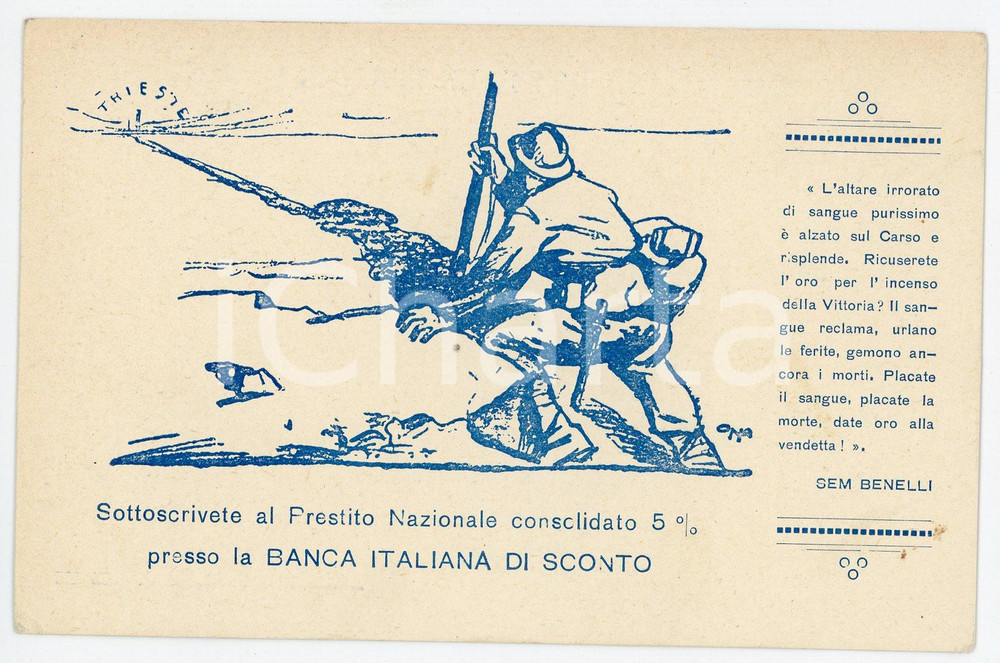 TRIESTE
« L'altare irrorato
di sangue purissimo
è alzato sul Carso e
risplende. Ricuserete
l'oro per l'incenso
della Vittoria? Il san-
gue reclama, urlano
le ferite, gemono an-
cora i morti. Placate
il sangue, placate la
morte, date oro alla
vendetta! ».
SEM BENELLI
Sottoscrivete al Prestito Nazionale consolidato 5 %
presso la BANCA ITALIANA DI SCONTO
iCharta